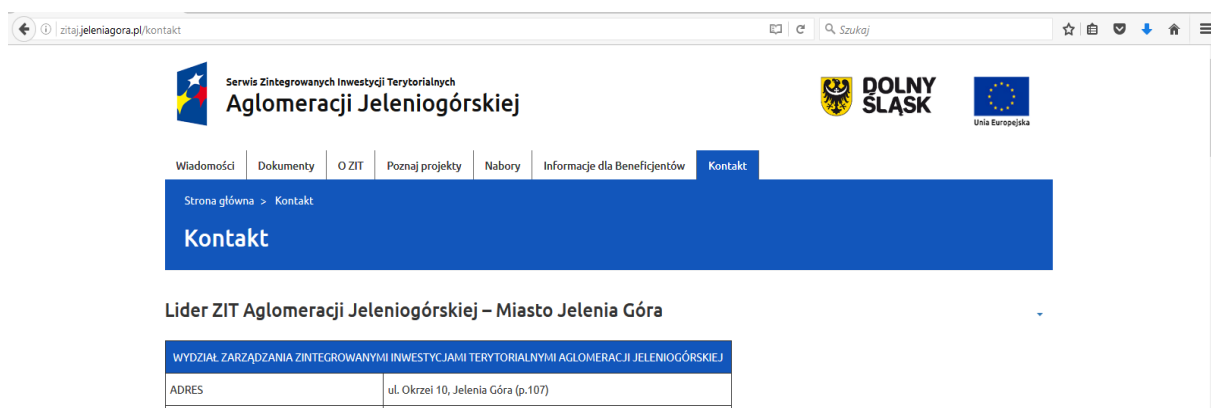 zitaj.jeleniagora.pl/kontakt
Szukaj
Serwis Zintegrowanych Inwestycji Terytorialnych
Aglomeracji Jeleniogórskiej
DOLNY
ŚLĄSK
Unia Europejska
Wiadomości Dokumenty O ZIT Poznaj projekty Nabory Informacje dla Beneficjentów Kontakt
Strona główna > Kontakt
Kontakt
Lider ZIT Aglomeracji Jeleniogórskiej – Miasto Jelenia Góra
WYDZIAŁ ZARZĄDZANIA ZINTEGROWANYMI INWESTYCJAMI TERYTORIALNYMI AGLOMERACJI JELENIOGÓRSKIEJ
ADRES ul. Okrzei 10, Jelenia Góra (p.107)